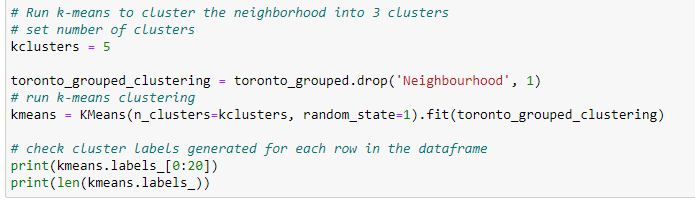 # Run k-means to cluster the neighborhood into 3 clusters
# set number of clusters
kclusters = 5
toronto_grouped_clustering = toronto_grouped.drop('Neighbourhood', 1)
# run k-means clustering
kmeans = KMeans(n_clusters=kclusters, random_state=1).fit(toronto_grouped_clustering)
# check cluster labels generated for each row in the dataframe
print(kmeans.labels_[0:20])
print(len(kmeans.labels_))